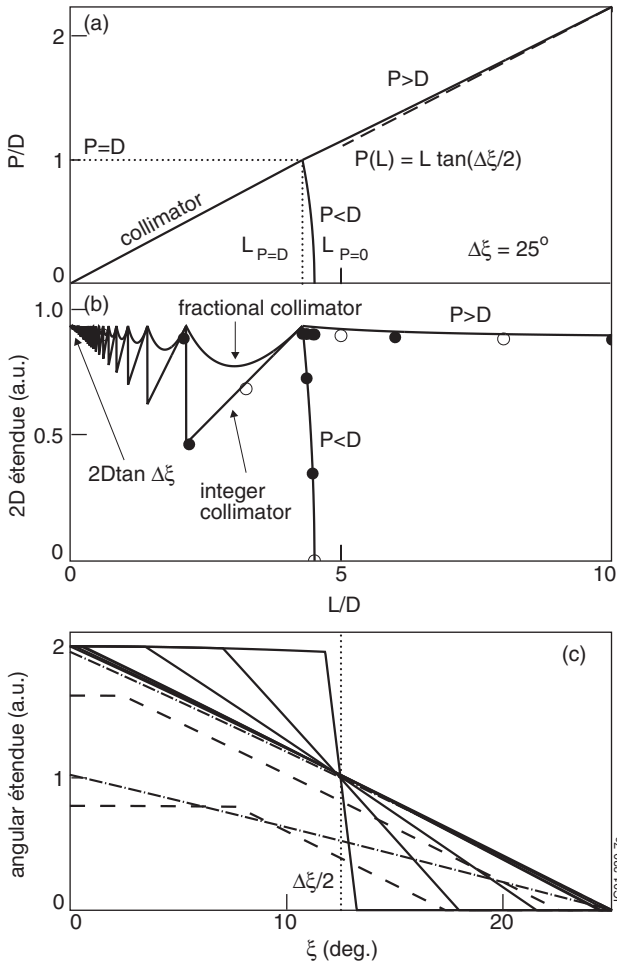 (a)
2
P>D
P/D
P=D
1
P(L) = L tan(Δξ/2)
collimator
P<D
L P=D
L P=0
Δξ = 25°
0
(b)
1.0
fractional collimator
P>D
2D étendue (a.u.)
0.5
P<D
2Dtan Δξ
integer
collimator
0
0
5
10
L/D
2
(c)
angular étendue (a.u.)
1
Δξ/2
0
10
20
ξ (deg.)